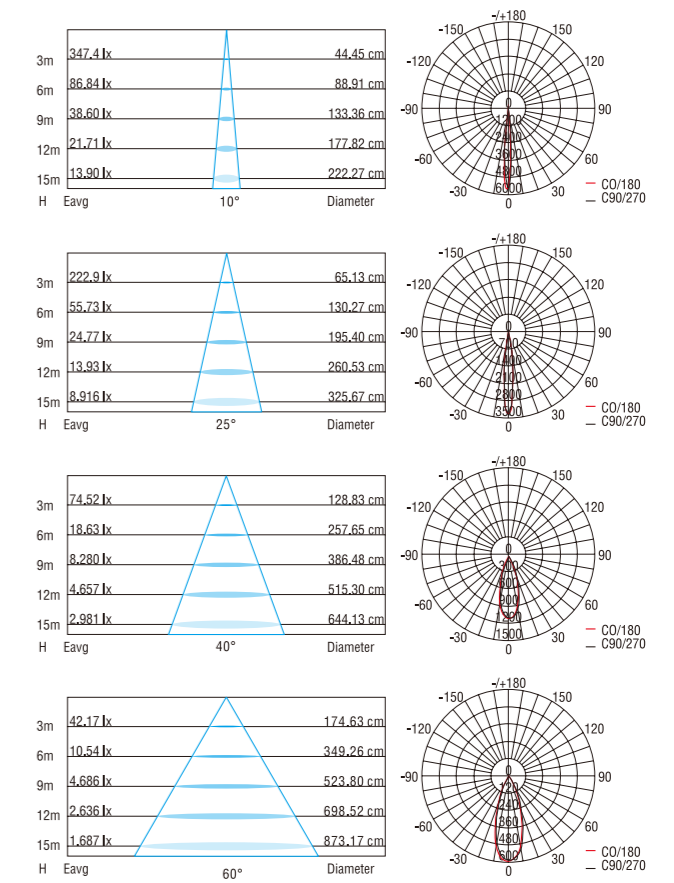 3m 347.4 lx 44.45 cm
6m 86.84 lx 88.91 cm
9m 38.60 lx 133.36 cm
12m 21.71 lx 177.82 cm
15m 13.90 lx 222.27 cm
H Eavg 10° Diameter
-/+180
-150 150
-120 120
-90 90
-60 60
-30 30
0
0
1200
2400
3600
4800
6000
CO/180
C90/270
3m 222.9 lx 65.13 cm
6m 55.73 lx 130.27 cm
9m 24.77 lx 195.40 cm
12m 13.93 lx 260.53 cm
15m 8.916 lx 325.67 cm
H Eavg 25° Diameter
-/+180
-150 150
-120 120
-90 90
-60 60
-30 30
0
0
700
1400
2100
2800
3500
CO/180
C90/270
3m 74.52 lx 128.83 cm
6m 18.63 lx 257.65 cm
9m 8.280 lx 386.48 cm
12m 4.657 lx 515.30 cm
15m 2.981 lx 644.13 cm
H Eavg 40° Diameter
-/+180
-150 150
-120 120
-90 90
-60 60
-30 30
0
0
300
600
900
1200
1500
CO/180
C90/270
3m 42.17 lx 174.63 cm
6m 10.54 lx 349.26 cm
9m 4.686 lx 523.80 cm
12m 2.636 lx 698.52 cm
15m 1.687 lx 873.17 cm
H Eavg 60° Diameter
-/+180
-150 150
-120 120
-90 90
-60 60
-30 30
0
0
120
240
360
480
600
CO/180
C90/270